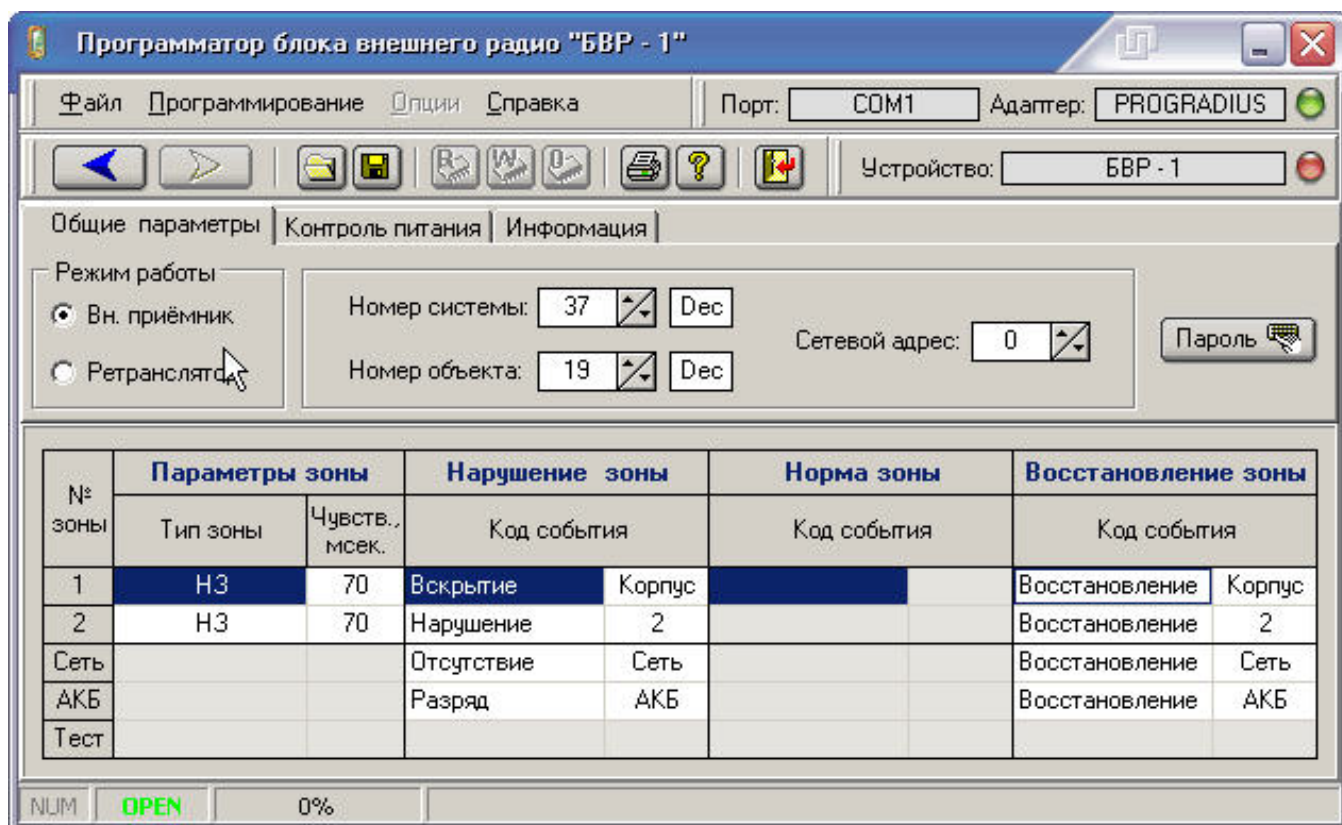 Программатор блока внешнего радио "БВР - 1"
Файл Программирование Опции Справка Порт: COM1 Адаптер: PROGRADIUS
R W O ? Устройство: БВР - 1
Общие параметры Контроль питания Информация
Режим работы
Вн. приёмник Номер системы: 37 Dec
Сетевой адрес: 0 Пароль
Ретранслятор Номер объекта: 19 Dec
№ зоны Параметры зоны Нарушение зоны Норма зоны Восстановление зоны
Тип зоны Чувств., мсек. Код события Код события Код события
1 НЗ 70 Вскрытие Корпус Восстановление Корпус
2 НЗ 70 Нарушение 2 Восстановление 2
Сеть Отсутствие Сеть Восстановление Сеть
АКБ Разряд АКБ Восстановление АКБ
Тест
NUM OPEN 0%